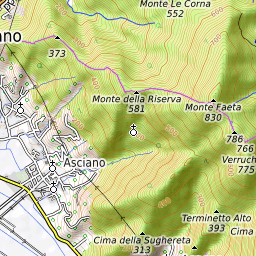 Monte Le Corna
552
ano
373
Monte della Riserva
581
Monte Faeta
830
786
766
Verruch
775
Asciano
Terminetto Alto
393
Cima
Cima della Sughereta
313